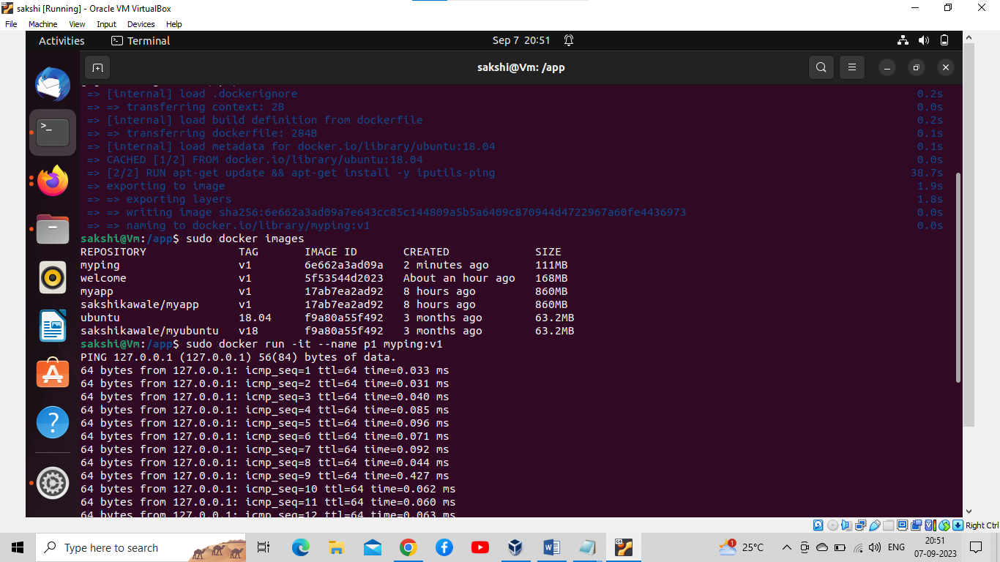 sakshi [Running] - Oracle VM VirtualBox
File Machine View Input Devices Help
Activities Terminal Sep 7 20:51
sakshi@Vm: /app
=> [internal] load .dockerignore 0.2s
=> => transferring context: 2B 0.0s
=> [internal] load build definition from dockerfile 0.2s
=> => transferring dockerfile: 284B 0.1s
=> [internal] load metadata for docker.io/library/ubuntu:18.04 0.1s
=> CACHED [1/2] FROM docker.io/library/ubuntu:18.04 0.0s
=> [2/2] RUN apt-get update && apt-get install -y iputils-ping 38.7s
=> exporting to image 1.9s
=> => exporting layers 1.8s
=> => writing image sha256:6e662a3ad09a7e643cc85c144809a5b5a6409c870944d4722967a60fe4436973 0.0s
=> => naming to docker.io/library/myping:v1 0.0s
sakshi@Vm:/app$ sudo docker images
REPOSITORY TAG IMAGE ID CREATED SIZE
myping v1 6e662a3ad09a 2 minutes ago 111MB
welcome v1 5f53544d2023 About an hour ago 168MB
myapp v1 17ab7ea2ad92 8 hours ago 860MB
sakshikawale/myapp v1 17ab7ea2ad92 8 hours ago 860MB
ubuntu 18.04 f9a80a55f492 3 months ago 63.2MB
sakshikawale/myubuntu v18 f9a80a55f492 3 months ago 63.2MB
sakshi@Vm:/app$ sudo docker run -it --name p1 myping:v1
PING 127.0.0.1 (127.0.0.1) 56(84) bytes of data.
64 bytes from 127.0.0.1: icmp_seq=1 ttl=64 time=0.033 ms
64 bytes from 127.0.0.1: icmp_seq=2 ttl=64 time=0.031 ms
64 bytes from 127.0.0.1: icmp_seq=3 ttl=64 time=0.040 ms
64 bytes from 127.0.0.1: icmp_seq=4 ttl=64 time=0.085 ms
64 bytes from 127.0.0.1: icmp_seq=5 ttl=64 time=0.096 ms
64 bytes from 127.0.0.1: icmp_seq=6 ttl=64 time=0.071 ms
64 bytes from 127.0.0.1: icmp_seq=7 ttl=64 time=0.092 ms
64 bytes from 127.0.0.1: icmp_seq=8 ttl=64 time=0.044 ms
64 bytes from 127.0.0.1: icmp_seq=9 ttl=64 time=0.427 ms
64 bytes from 127.0.0.1: icmp_seq=10 ttl=64 time=0.062 ms
64 bytes from 127.0.0.1: icmp_seq=11 ttl=64 time=0.060 ms
64 bytes from 127.0.0.1: icmp_seq=12 ttl=64 time=0.063 ms
Right Ctrl
Type here to search
25°C
ENG
20:51
07-09-2023